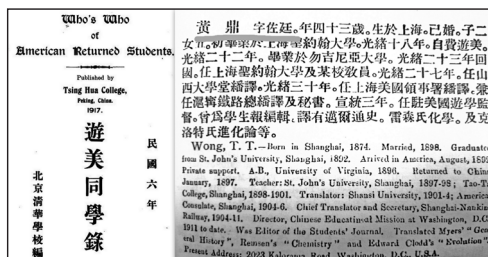 Who's Who
of
American Returned Students.
Published by
Tsing Hua College,
Peking, China.
1917.
遊美同學錄
民國六年
北京清華學校編
黃鼎 字佐廷。年四十三歲。生於上海。已婚。子二
女 。初畢業於上海聖約翰大學。光緒十八年。自費遊美。
光緒二十二年。畢業於勿吉尼亞大學。光緒二十三年回
國。任上海聖約翰大學及某校敎員。光緒二十七年。任山
西大學堂繙譯。光緒三十年。任上海美國領事署繙譯。兼
任滬寗鐵路總繙譯及秘書。宣統三年。任駐美國遊學監
督。曾爲學生報編輯。譯有邁爾通史。雷森氏化學。及克
洛特氏進化論等。
Wong, T. T.—Born in Shanghai, 1874. Married, 1898. Graduated
from St. John's University, Shanghai, 1892. Arrived in America, August, 1892
Private support. A.B., University of Virginia, 1896. Returned to China
January, 1897. Teacher: St. John's University, Shanghai, 1897-98; Tao-T
College, Shanghai, 1898-1901. Translator: Shansi University, 1901-4; American
Consulate, Shanghai, 1904-6. Chief Translator and Secretary, Shanghai-Nanking
Railway, 1904-11. Director, Chinese Educational Mission at Washington, D.C.
1911 to date. Was Editor of the Students' Journal. Translated Myers' "Gen
eral History", Remsen's "Chemistry" and Edward Clodd's "Evolution".
Present Address: 2023 Kalorama Road, Washington, D.C., U.S.A.